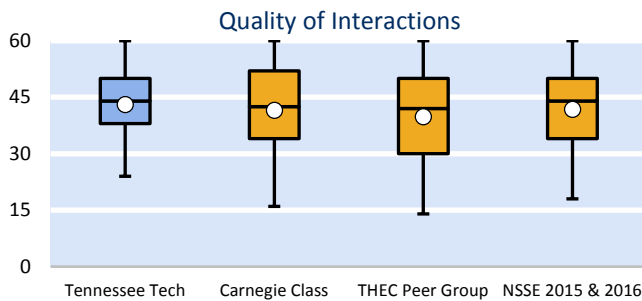 Quality of Interactions
60
45
30
15
0
Tennessee Tech Carnegie Class THEC Peer Group NSSE 2015 & 2016